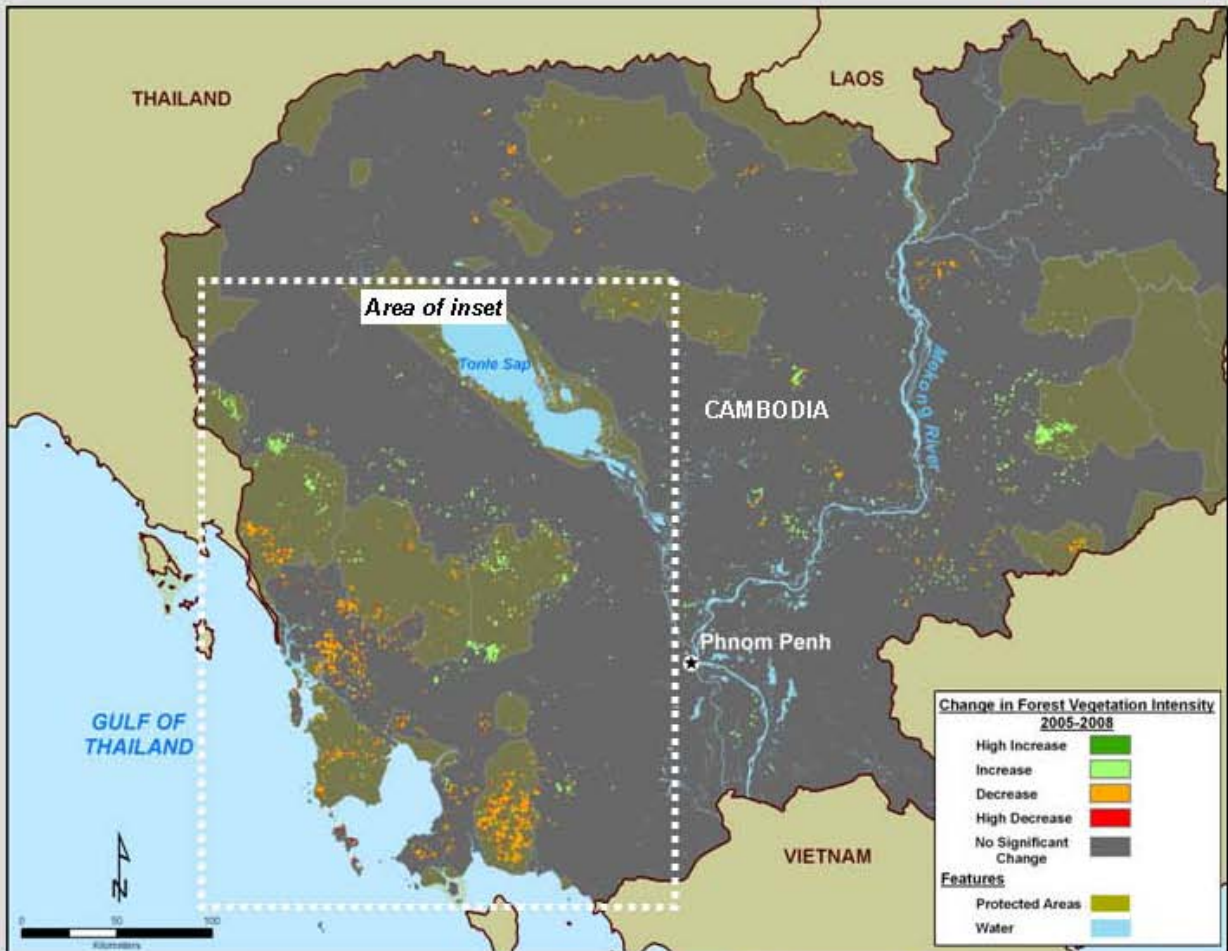 THAILAND
LAOS
Area of inset
Tonle Sap
CAMBODIA
Mekong River
Phnom Penh
GULF OF
THAILAND
VIETNAM
N
0 50 100
Kilometers
Change in Forest Vegetation Intensity
2005-2008
High Increase
Increase
Decrease
High Decrease
No Significant
Change
Features
Protected Areas
Water